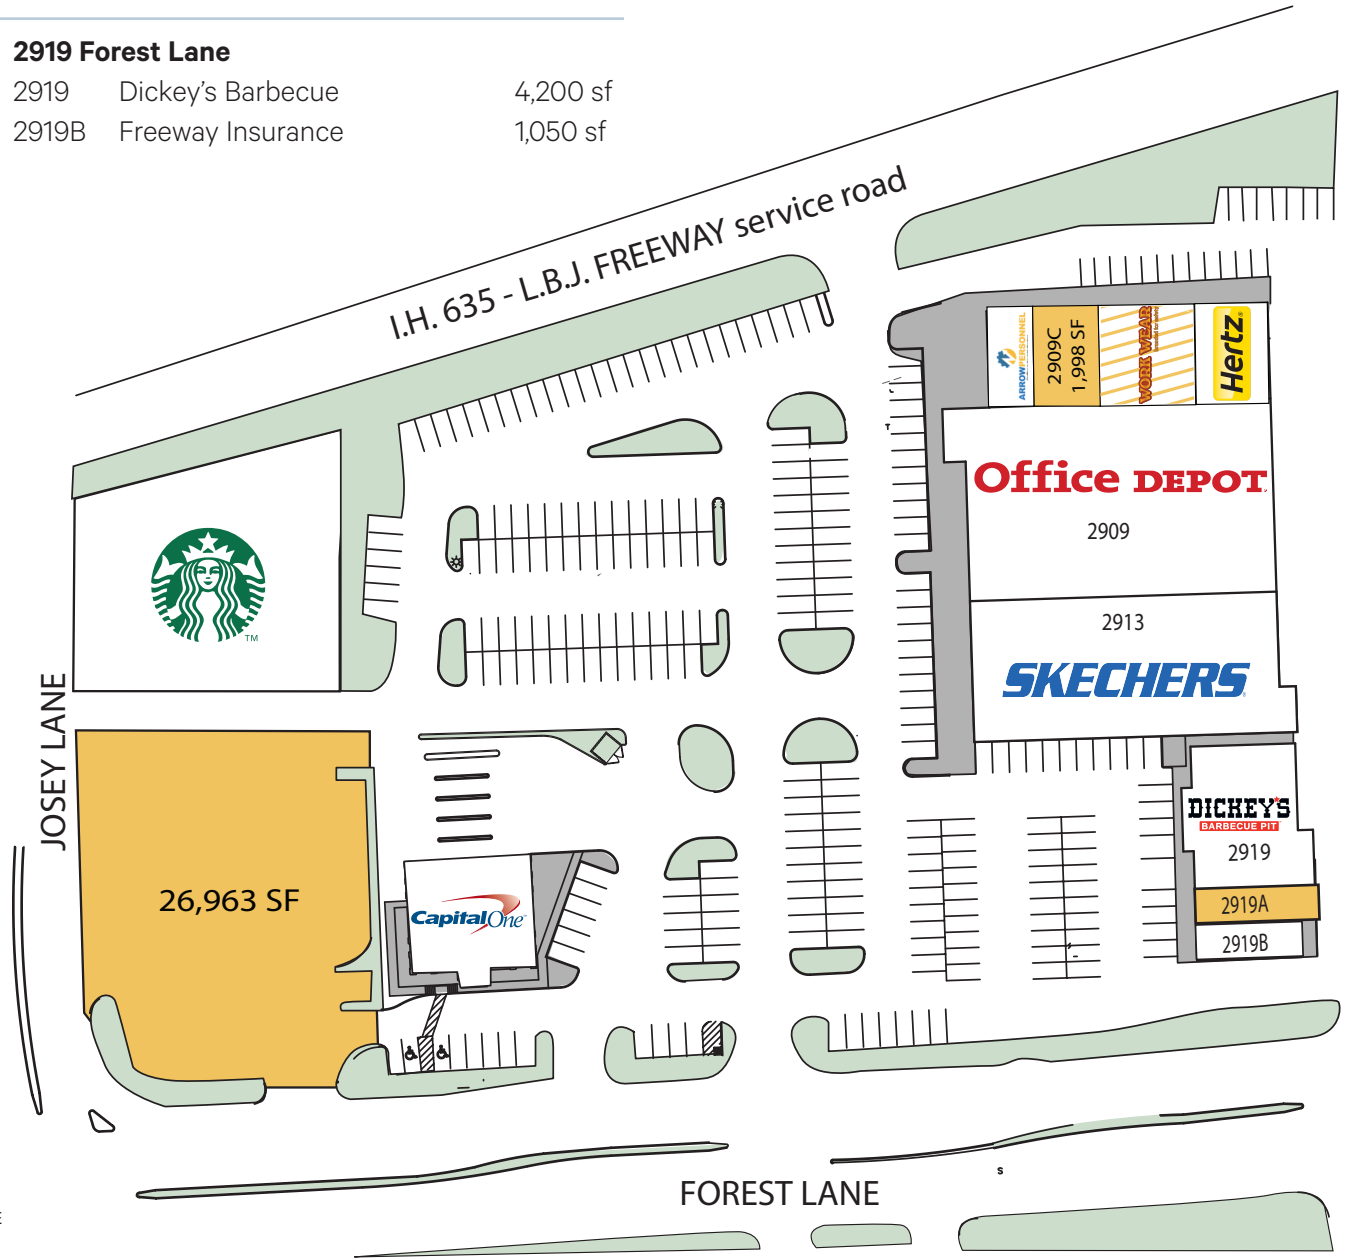 2919 Forest Lane
2919 Dickey's Barbecue 4,200 sf
2919B Freeway Insurance 1,050 sf
I.H. 635 - L.B.J. FREEWAY service road
ARROWPERSONNEL
2909C
1,998 SF
WORK WEAR
Hertz
Office DEPOT
2909
2913
SKECHERS
TM
JOSEY LANE
DICKEY'S
BARBECUE PIT
2919
26,963 SF
CapitalOne
2919A
2919B
S
FOREST LANE
E